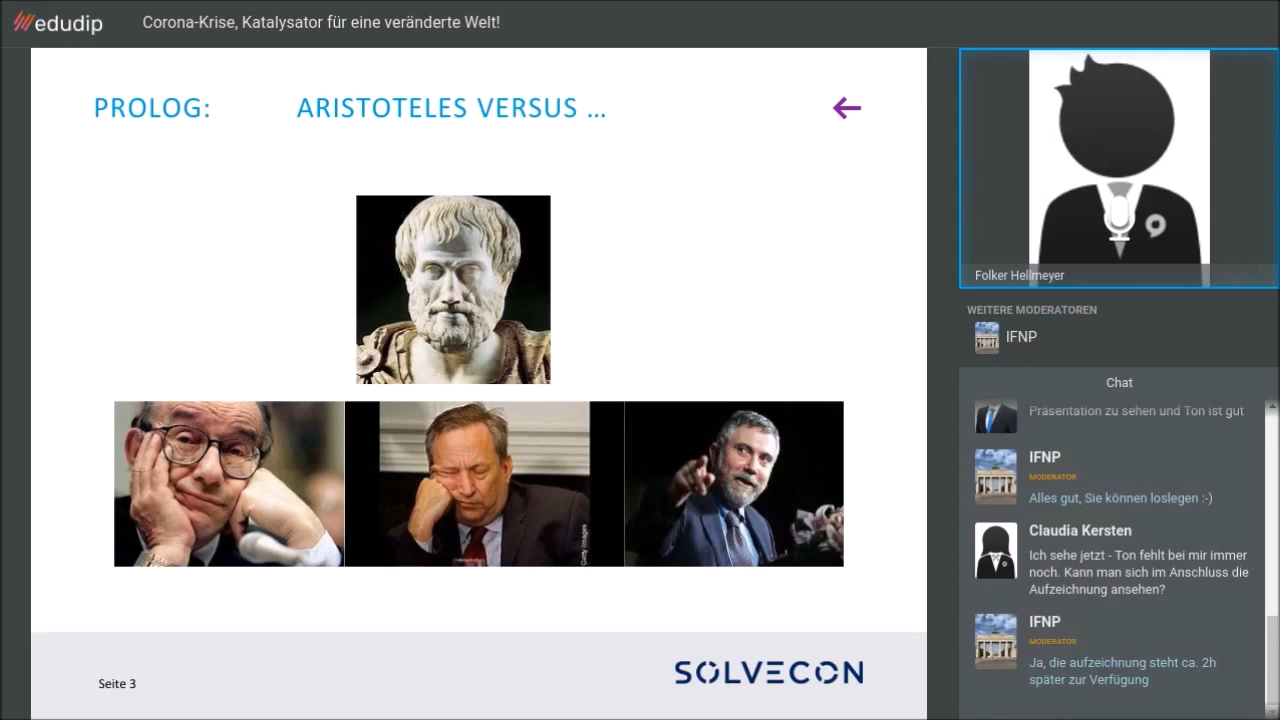 edudip
Corona-Krise, Katalysator für eine veränderte Welt!
PROLOG: ARISTOTELES VERSUS ...
Getty Images
Seite 3
SOLVECON
Folker Hellmeyer
WEITERE MODERATOREN
IFNP
Chat
Präsentation zu sehen und Ton ist gut
IFNP
MODERATOR
Alles gut, Sie können loslegen :-)
Claudia Kersten
Ich sehe jetzt - Ton fehlt bei mir immer
noch. Kann man sich im Anschluss die
Aufzeichnung ansehen?
IFNP
MODERATOR
Ja, die aufzeichnung steht ca. 2h
später zur Verfügung